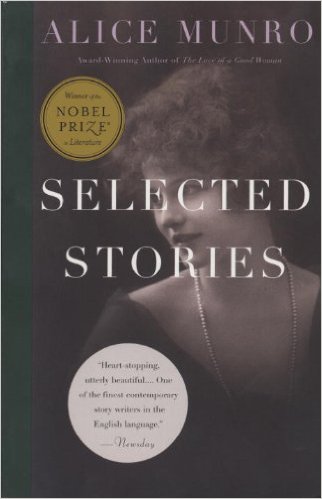 ALICE MUNRO
Award-Winning Author of The Love of a Good Woman
Winner of the
NOBEL
PRIZE®
in Literature
SELECTED
STORIES
"Heart-stopping,
utterly beautiful.... One
of the finest contemporary
story writers in the
English language."
—Newsday